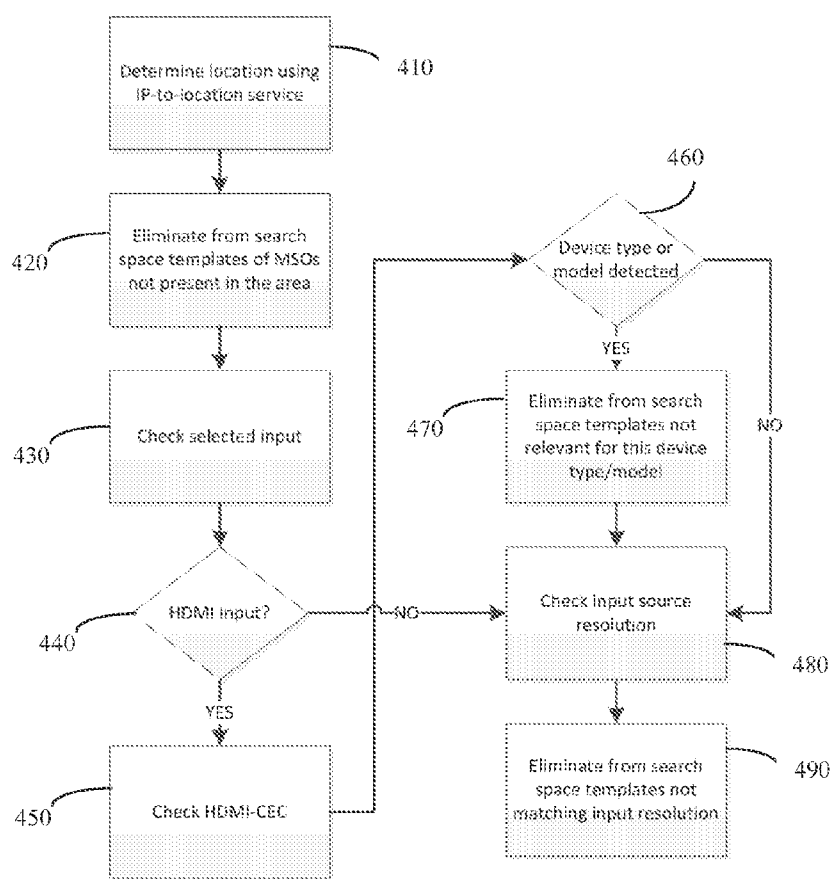 Determine location using
IP-to-location service
410
Eliminate from search
space templates of MSOs
not present in the area
420
Check selected input
430
HDMI input?
440
NO
YES
Check HDMI-CEC
450
460
Device type or
model detected
YES
NO
Eliminate from search
space templates not
relevant for this device
type/model
470
Check input source
resolution
480
Eliminate from search
space templates not
matching input resolution
490